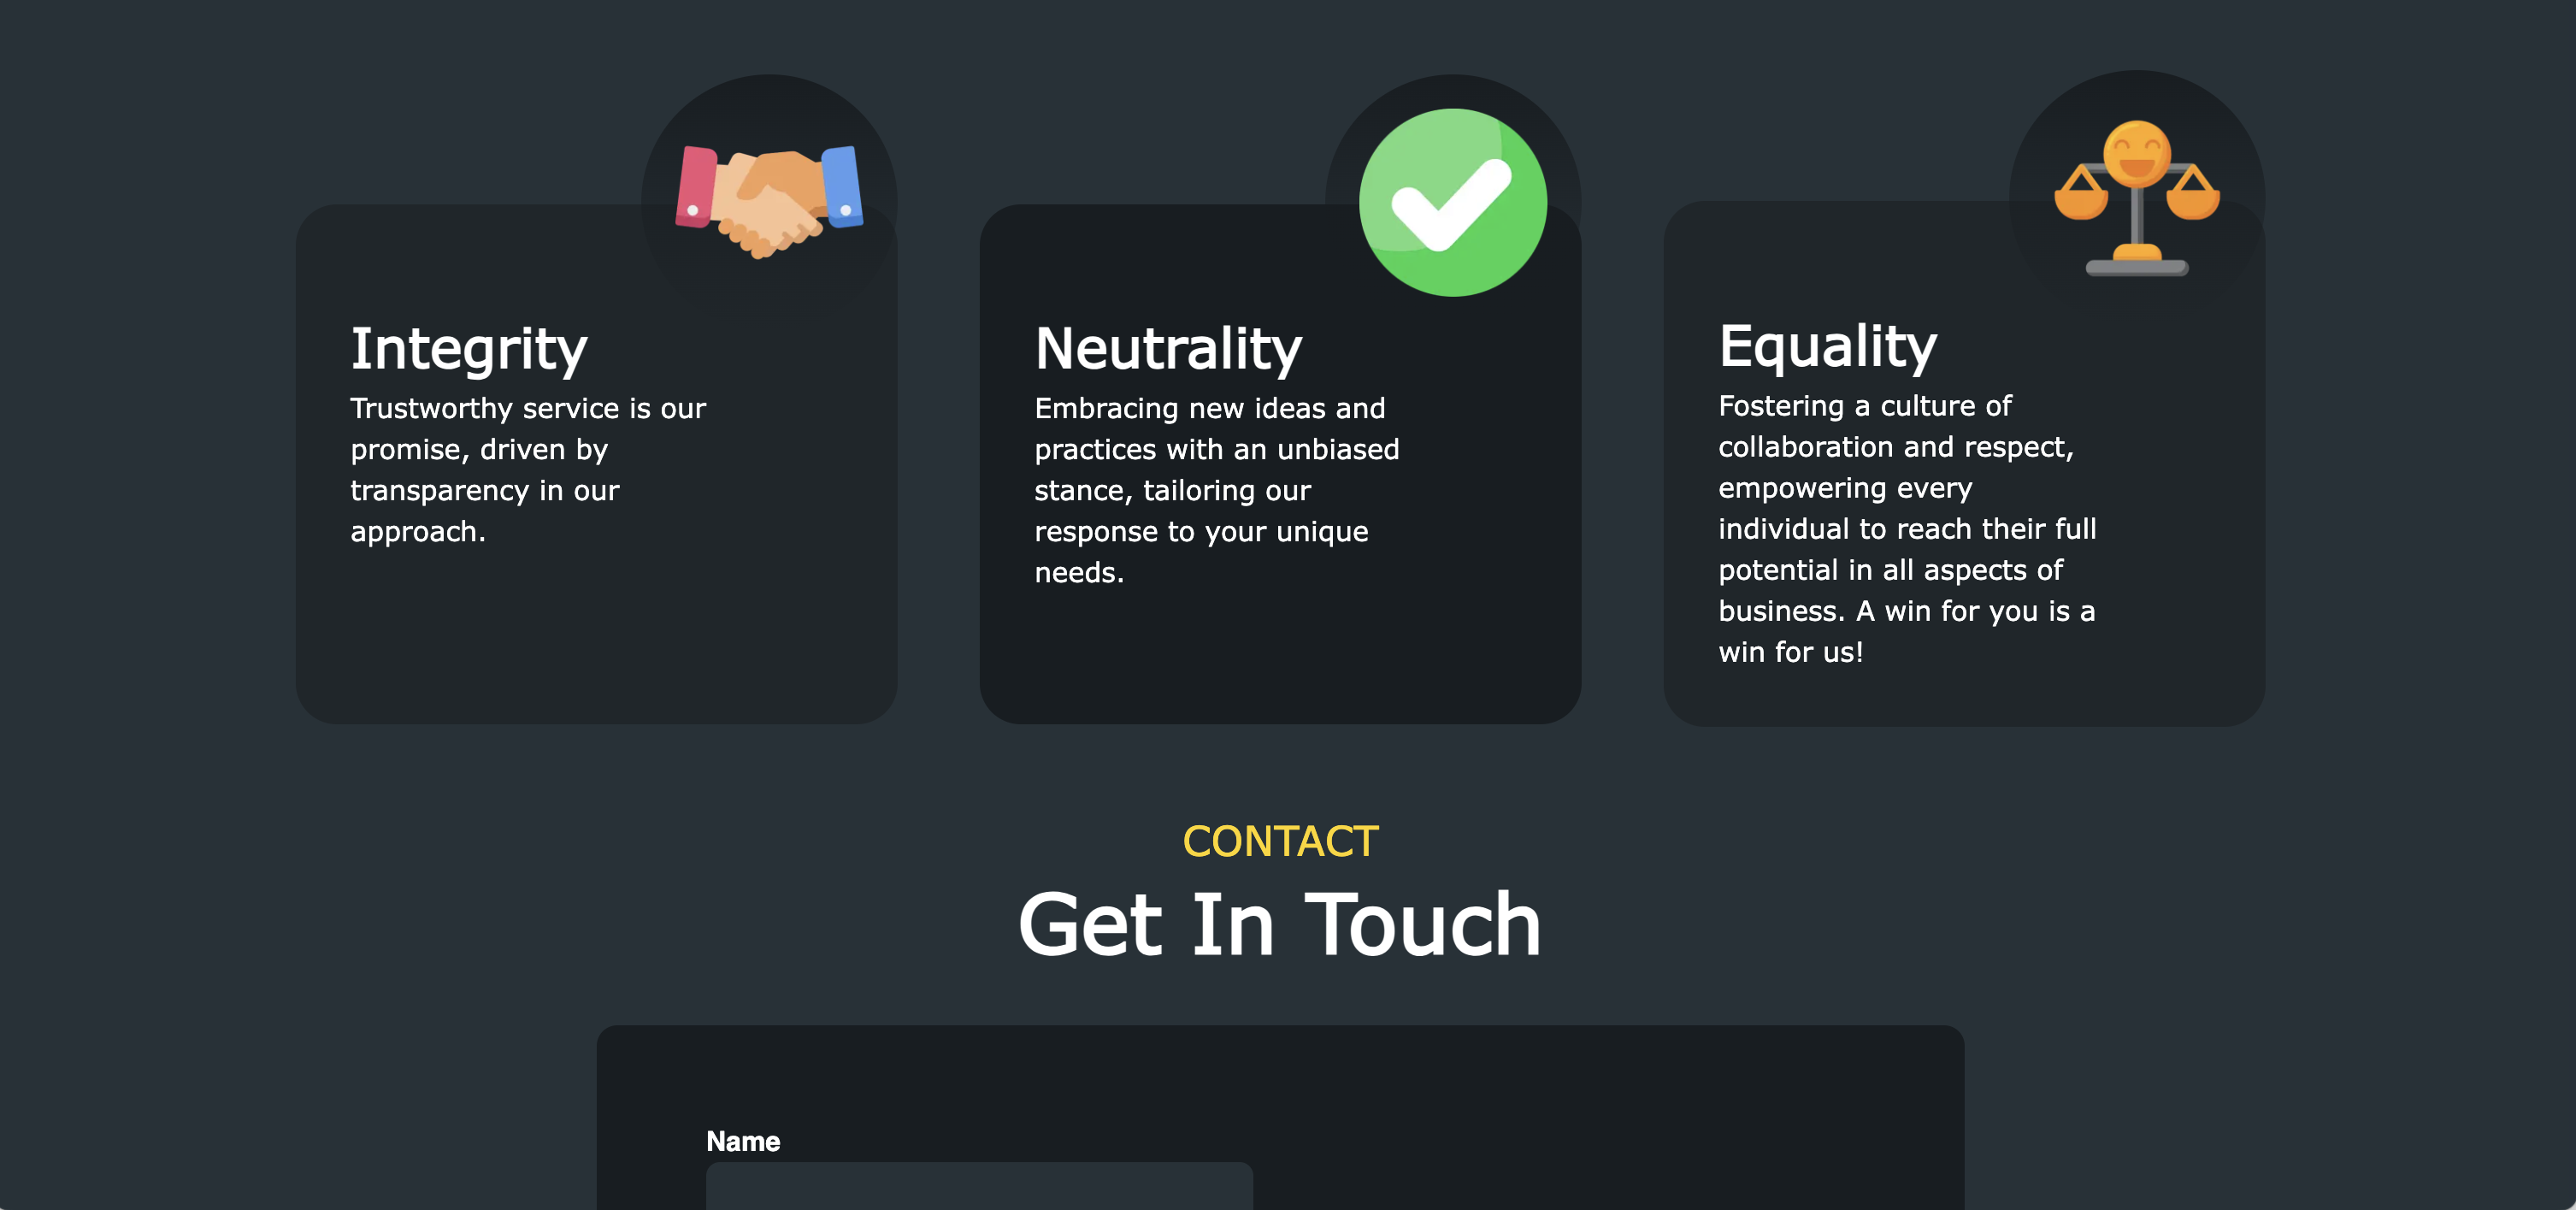 Integrity
Trustworthy service is our
promise, driven by
transparency in our
approach.
Neutrality
Embracing new ideas and
practices with an unbiased
stance, tailoring our
response to your unique
needs.
Equality
Fostering a culture of
collaboration and respect,
empowering every
individual to reach their full
potential in all aspects of
business. A win for you is a
win for us!
CONTACT
Get In Touch
Name